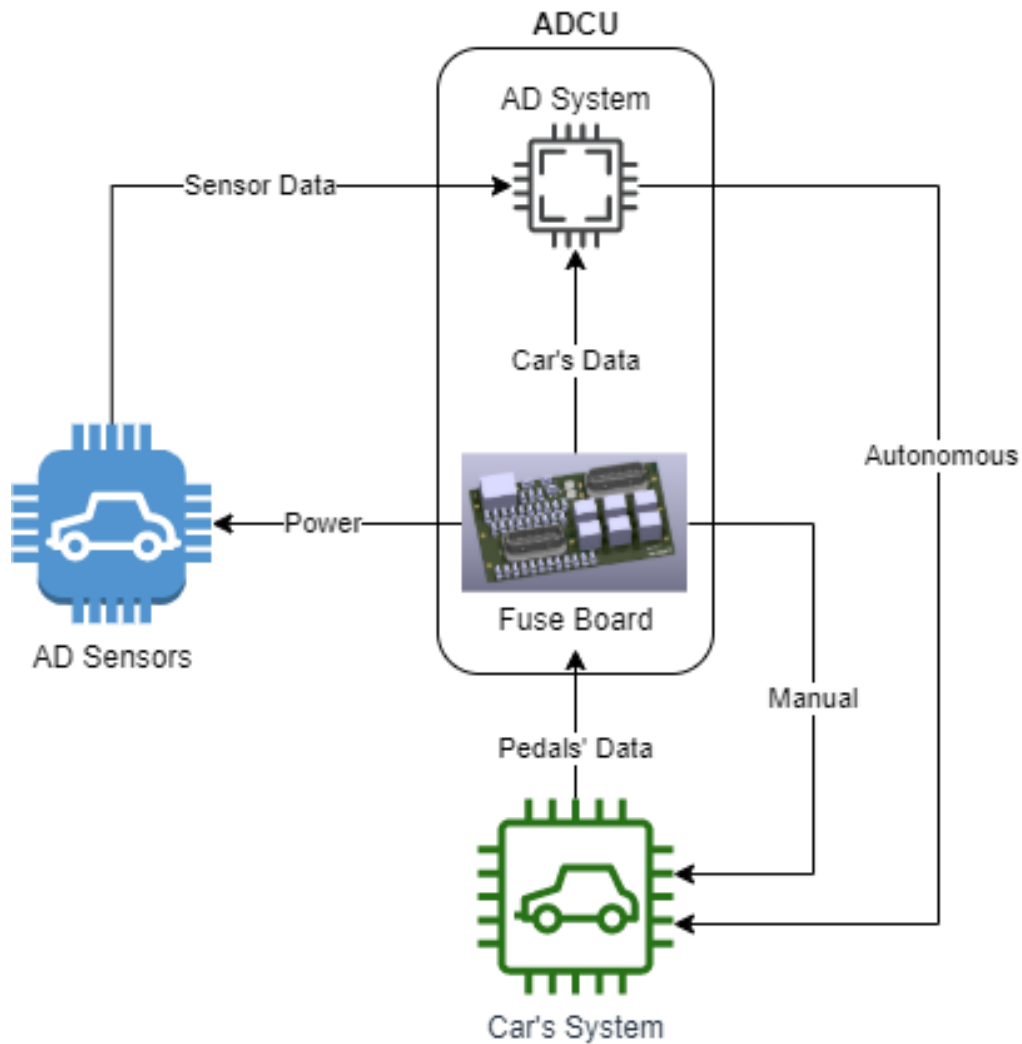 ADCU
AD System
Sensor Data
Car's Data
Autonomous
Power
Fuse Board
AD Sensors
Manual
Pedals' Data
Car's System